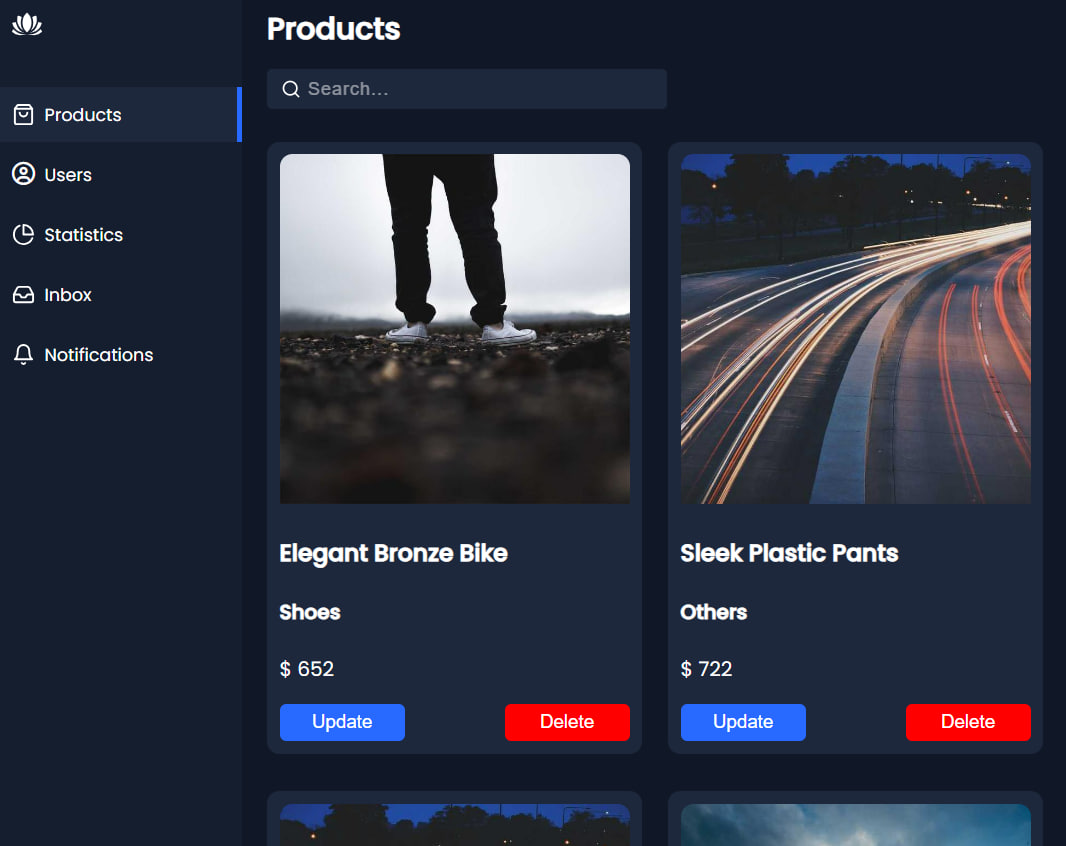 Products
Search...
Products
Users
Statistics
Inbox
Notifications
Elegant Bronze Bike
Shoes
$ 652
Update
Delete
Sleek Plastic Pants
Others
$ 722
Update
Delete